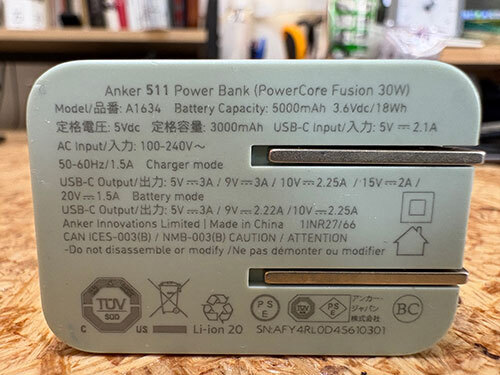 Anker 511 Power Bank (PowerCore Fusion 30W)
Model/品番: A1634 Battery Capacity: 5000mAh 3.6Vdc/18Wh
定格電圧: 5Vdc 定格容量: 3000mAh USB-C Input/入力: 5V⎓2.1A
AC Input/入力: 100-240V～
50-60Hz/1.5A Charger mode
USB-C Output/出力: 5V⎓3A / 9V⎓3A / 10V⎓2.25A / 15V⎓2A /
20V⎓1.5A Battery mode
USB-C Output/出力: 5V⎓3A / 9V⎓2.22A /10V⎓2.25A
Anker Innovations Limited | Made in China 1INR27/66
CAN ICES-003(B) / NMB-003(B) CAUTION / ATTENTION
-Do not disassemble or modify /Ne pas démonter ou modifier
TÜV
SÜD
C US
Li-ion 20
PSE
PSE
アンカー・
ジャパン
株式会社
BC
SN:AFY4RL0D45610301